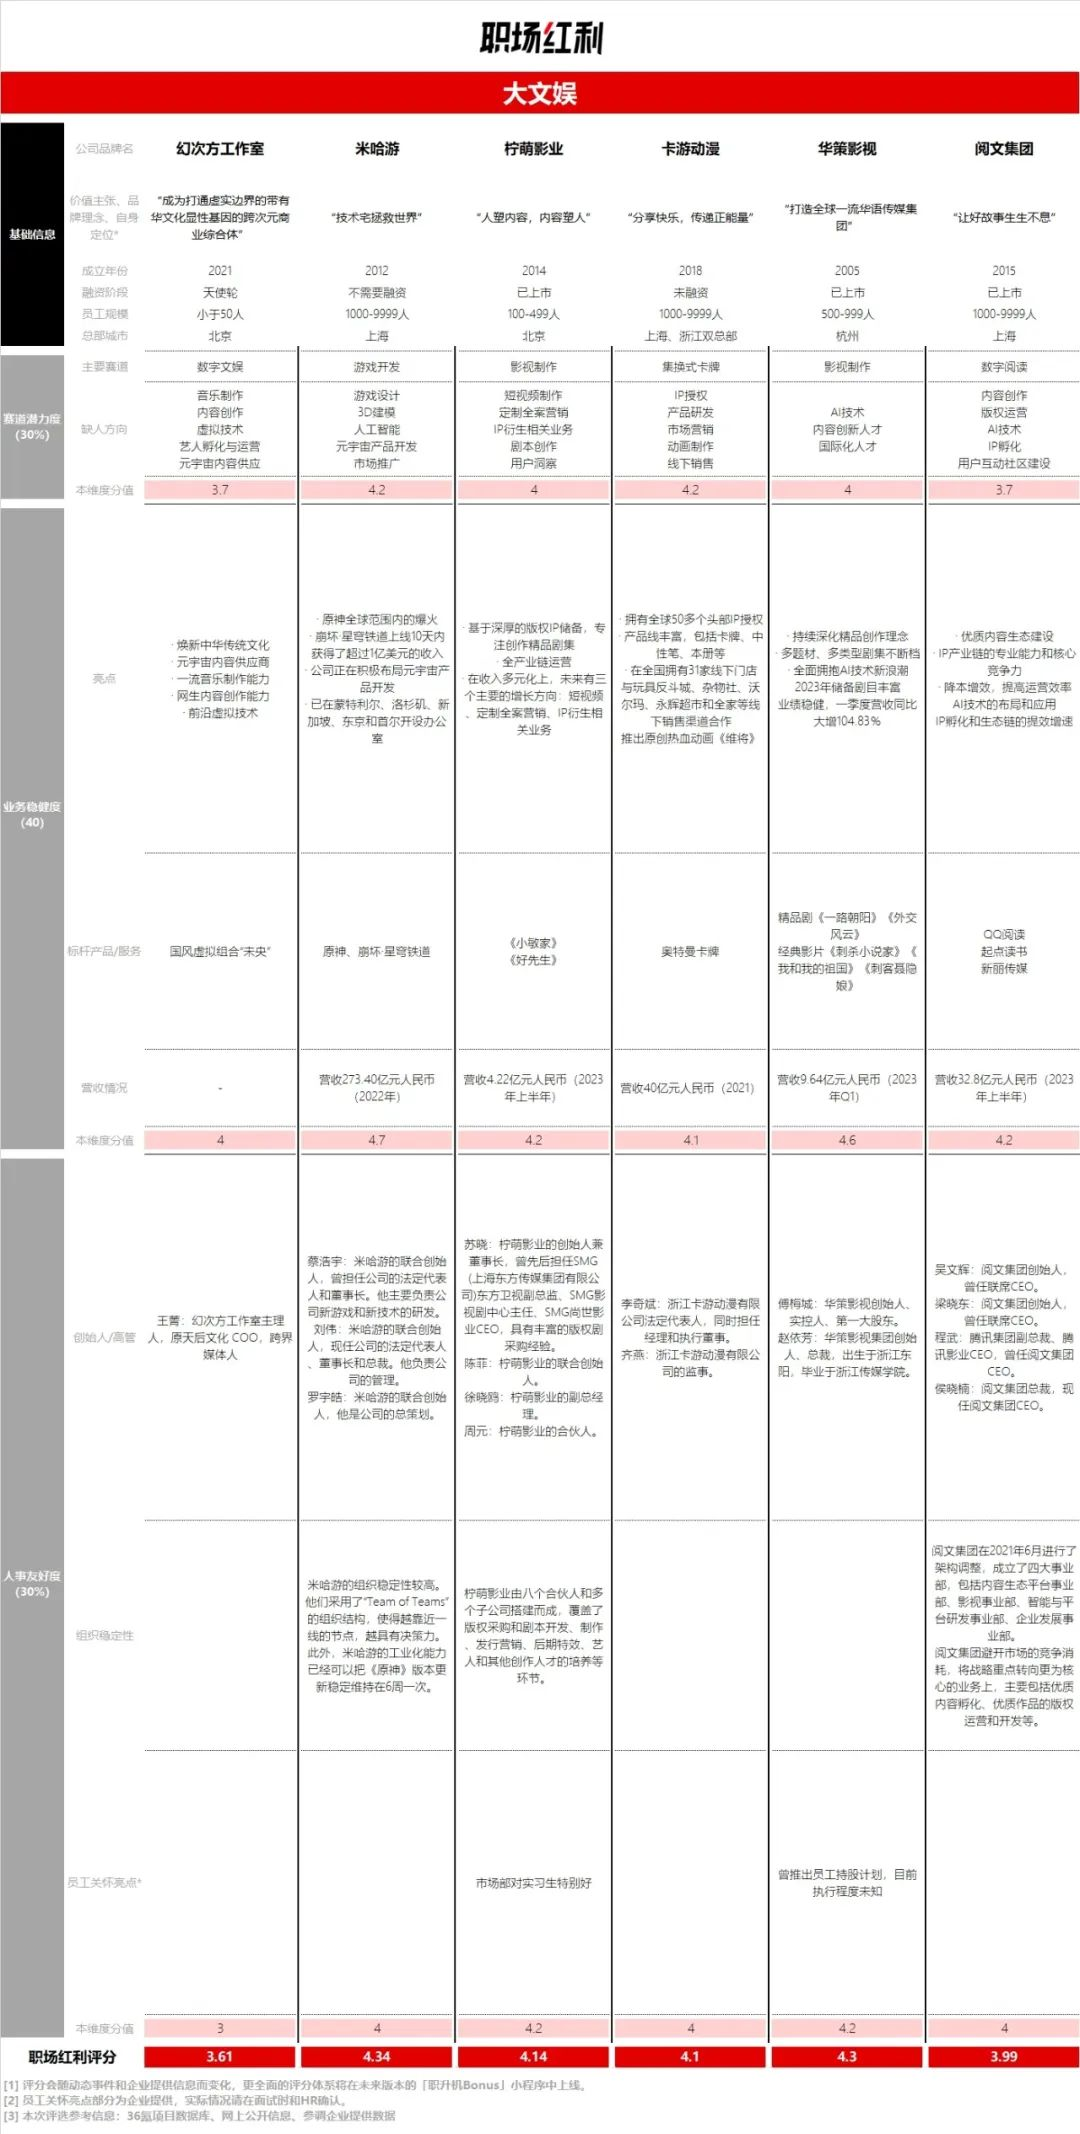 职场红利
大文娱
基础信息
公司品牌名
幻次方工作室
米哈游
柠萌影业
卡游动漫
华策影视
阅文集团
价值主张、品
牌理念、自身
定位*
“成为打通虚实边界的带有
华文化显性基因的跨次元商
业综合体”
“技术宅拯救世界”
“人塑内容，内容塑人”
“分享快乐，传递正能量”
“打造全球一流华语传媒集
团”
“让好故事生生不息”
成立年份
2021
2012
2014
2018
2005
2015
融资阶段
天使轮
不需要融资
已上市
未融资
已上市
已上市
员工规模
小于50人
1000-9999人
100-499人
1000-9999人
500-999人
1000-9999人
总部城市
北京
上海
北京
上海、浙江双总部
杭州
上海
赛道潜力度
(30%)
主要赛道
数字文娱
游戏开发
影视制作
集换式卡牌
影视制作
数字阅读
缺人方向
音乐制作
内容创作
虚拟技术
艺人孵化与运营
元宇宙内容供应
游戏设计
3D建模
人工智能
元宇宙产品开发
市场推广
短视频制作
定制全案营销
IP衍生相关业务
剧本创作
用户洞察
IP授权
产品研发
市场营销
动画制作
线下销售
AI技术
内容创新人才
国际化人才
内容创作
版权运营
AI技术
IP孵化
用户互动社区建设
本维度分值
3.7
4.2
4
4.2
4
3.7
业务稳健度
(40)
亮点
· 焕新中华传统文化
· 元宇宙内容供应商
· 一流音乐制作能力
· 网生内容创作能力
· 前沿虚拟技术
· 原神全球范围内的爆火
· 崩坏·星穹铁道上线10天内
获得了超过1亿美元的收入
· 公司正在积极布局元宇宙产
品开发
· 已在蒙特利尔、洛杉矶、新
加坡、东京和首尔开设办公
室
· 基于深厚的版权IP储备，专
注创作精品剧集
· 全产业链运营
· 在收入多元化上，未来有三
个主要的增长方向：短视频
、定制全案营销、IP衍生相
关业务
· 拥有全球50多个头部IP授权
· 产品线丰富，包括卡牌、中
性笔、本册等
· 在全国拥有31家线下门店
· 与玩具反斗城、杂物社、沃
尔玛、永辉超市和全家等线
下销售渠道合作
推出原创热血动画《维将》
· 持续深化精品创作理念
· 多题材、多类型剧集不断档
· 全面拥抱AI技术新浪潮
2023年储备剧目丰富
业绩稳健，一季度营收同比
大增104.83%
· 优质内容生态建设
· IP产业链的专业能力和核心
竞争力
· 降本增效，提高运营效率
AI技术的布局和应用
IP孵化和生态链的提效增速
标杆产品/服务
国风虚拟组合“未央”
原神、崩坏·星穹铁道
《小敏家》
《好先生》
奥特曼卡牌
精品剧《一路朝阳》《外交
风云》
经典影片《刺杀小说家》《
我和我的祖国》《刺客聂隐
娘》
QQ阅读
起点读书
新丽传媒
营收情况
-
营收273.40亿元人民币
（2022年）
营收4.22亿元人民币（2023
年上半年）
营收40亿元人民币（2021）
营收9.64亿元人民币（2023
年Q1）
营收32.8亿元人民币（2023
年上半年）
本维度分值
4
4.7
4.2
4.1
4.6
4.2
人事友好度
(30%)
创始人/高管
王菁：幻次方工作室主理
人，原天后文化 COO，跨界
媒体人
蔡浩宇：米哈游的联合创始
人，曾担任公司的法定代表
人和董事长。他主要负责公
司新游戏和新技术的研发。
刘伟：米哈游的联合创始
人，现任公司的法定代表人
、董事长和总裁。他负责公
司的管理。
罗宇皓：米哈游的联合创始
人，他是公司的总策划。
苏晓：柠萌影业的创始人兼
董事长，曾先后担任SMG
(上海东方传媒集团有限公
司)东方卫视副总监、SMG影
视剧中心主任、SMG尚世影
业CEO，具有丰富的版权剧
采购经验。
陈菲：柠萌影业的联合创始
人。
徐晓鸥：柠萌影业的副总经
理。
周元：柠萌影业的合伙人。
李奇斌：浙江卡游动漫有限
公司法定代表人，同时担任
经理和执行董事。
齐燕：浙江卡游动漫有限公
司的监事。
傅梅城：华策影视创始人、
实控人、第一大股东。
赵依芳：华策影视集团创始
人、总裁，出生于浙江东
阳，毕业于浙江传媒学院。
吴文辉：阅文集团创始人，
曾任联席CEO。
梁晓东：阅文集团创始人，
曾任联席CEO。
程武：腾讯集团副总裁、腾
讯影业CEO，曾任阅文集团
CEO。
侯晓楠：阅文集团总裁，现
任阅文集团CEO。
组织稳定性
米哈游的组织稳定性较高。
他们采用了“Team of Teams”
的组织结构，使得越靠近一
线的节点，越具有决策力。
此外，米哈游的工业化能力
已经可以把《原神》版本更
新稳定维持在6周一次。
柠萌影业由八个合伙人和多
个子公司搭建而成，覆盖了
版权采购和剧本开发、制作
、发行营销、后期特效、艺
人和其他创作人才的培养等
环节。
阅文集团在2021年6月进行了
架构调整，成立了四大事业
部，包括内容生态平台事业
部、影视事业部、智能与平
台研发事业部、企业发展事
业部。
阅文集团避开市场的竞争消
耗，将战略重点转向更为核
心的业务上，主要包括优质
内容孵化、优质作品的版权
运营和开发等。
员工关怀亮点*
市场部对实习生特别好
曾推出员工持股计划，目前
执行程度未知
本维度分值
3
4
4.2
4
4.2
4
职场红利评分
3.61
4.34
4.14
4.1
4.3
3.99
[1] 评分会随动态事件和企业提供信息而变化，更全面的评分体系将在未来版本的「职升机Bonus」小程序中上线。
[2] 员工关怀亮点部分为企业提供，实际情况请在面试时和HR确认。
[3] 本次评选参考信息：36氪项目数据库、网上公开信息、参调企业提供数据